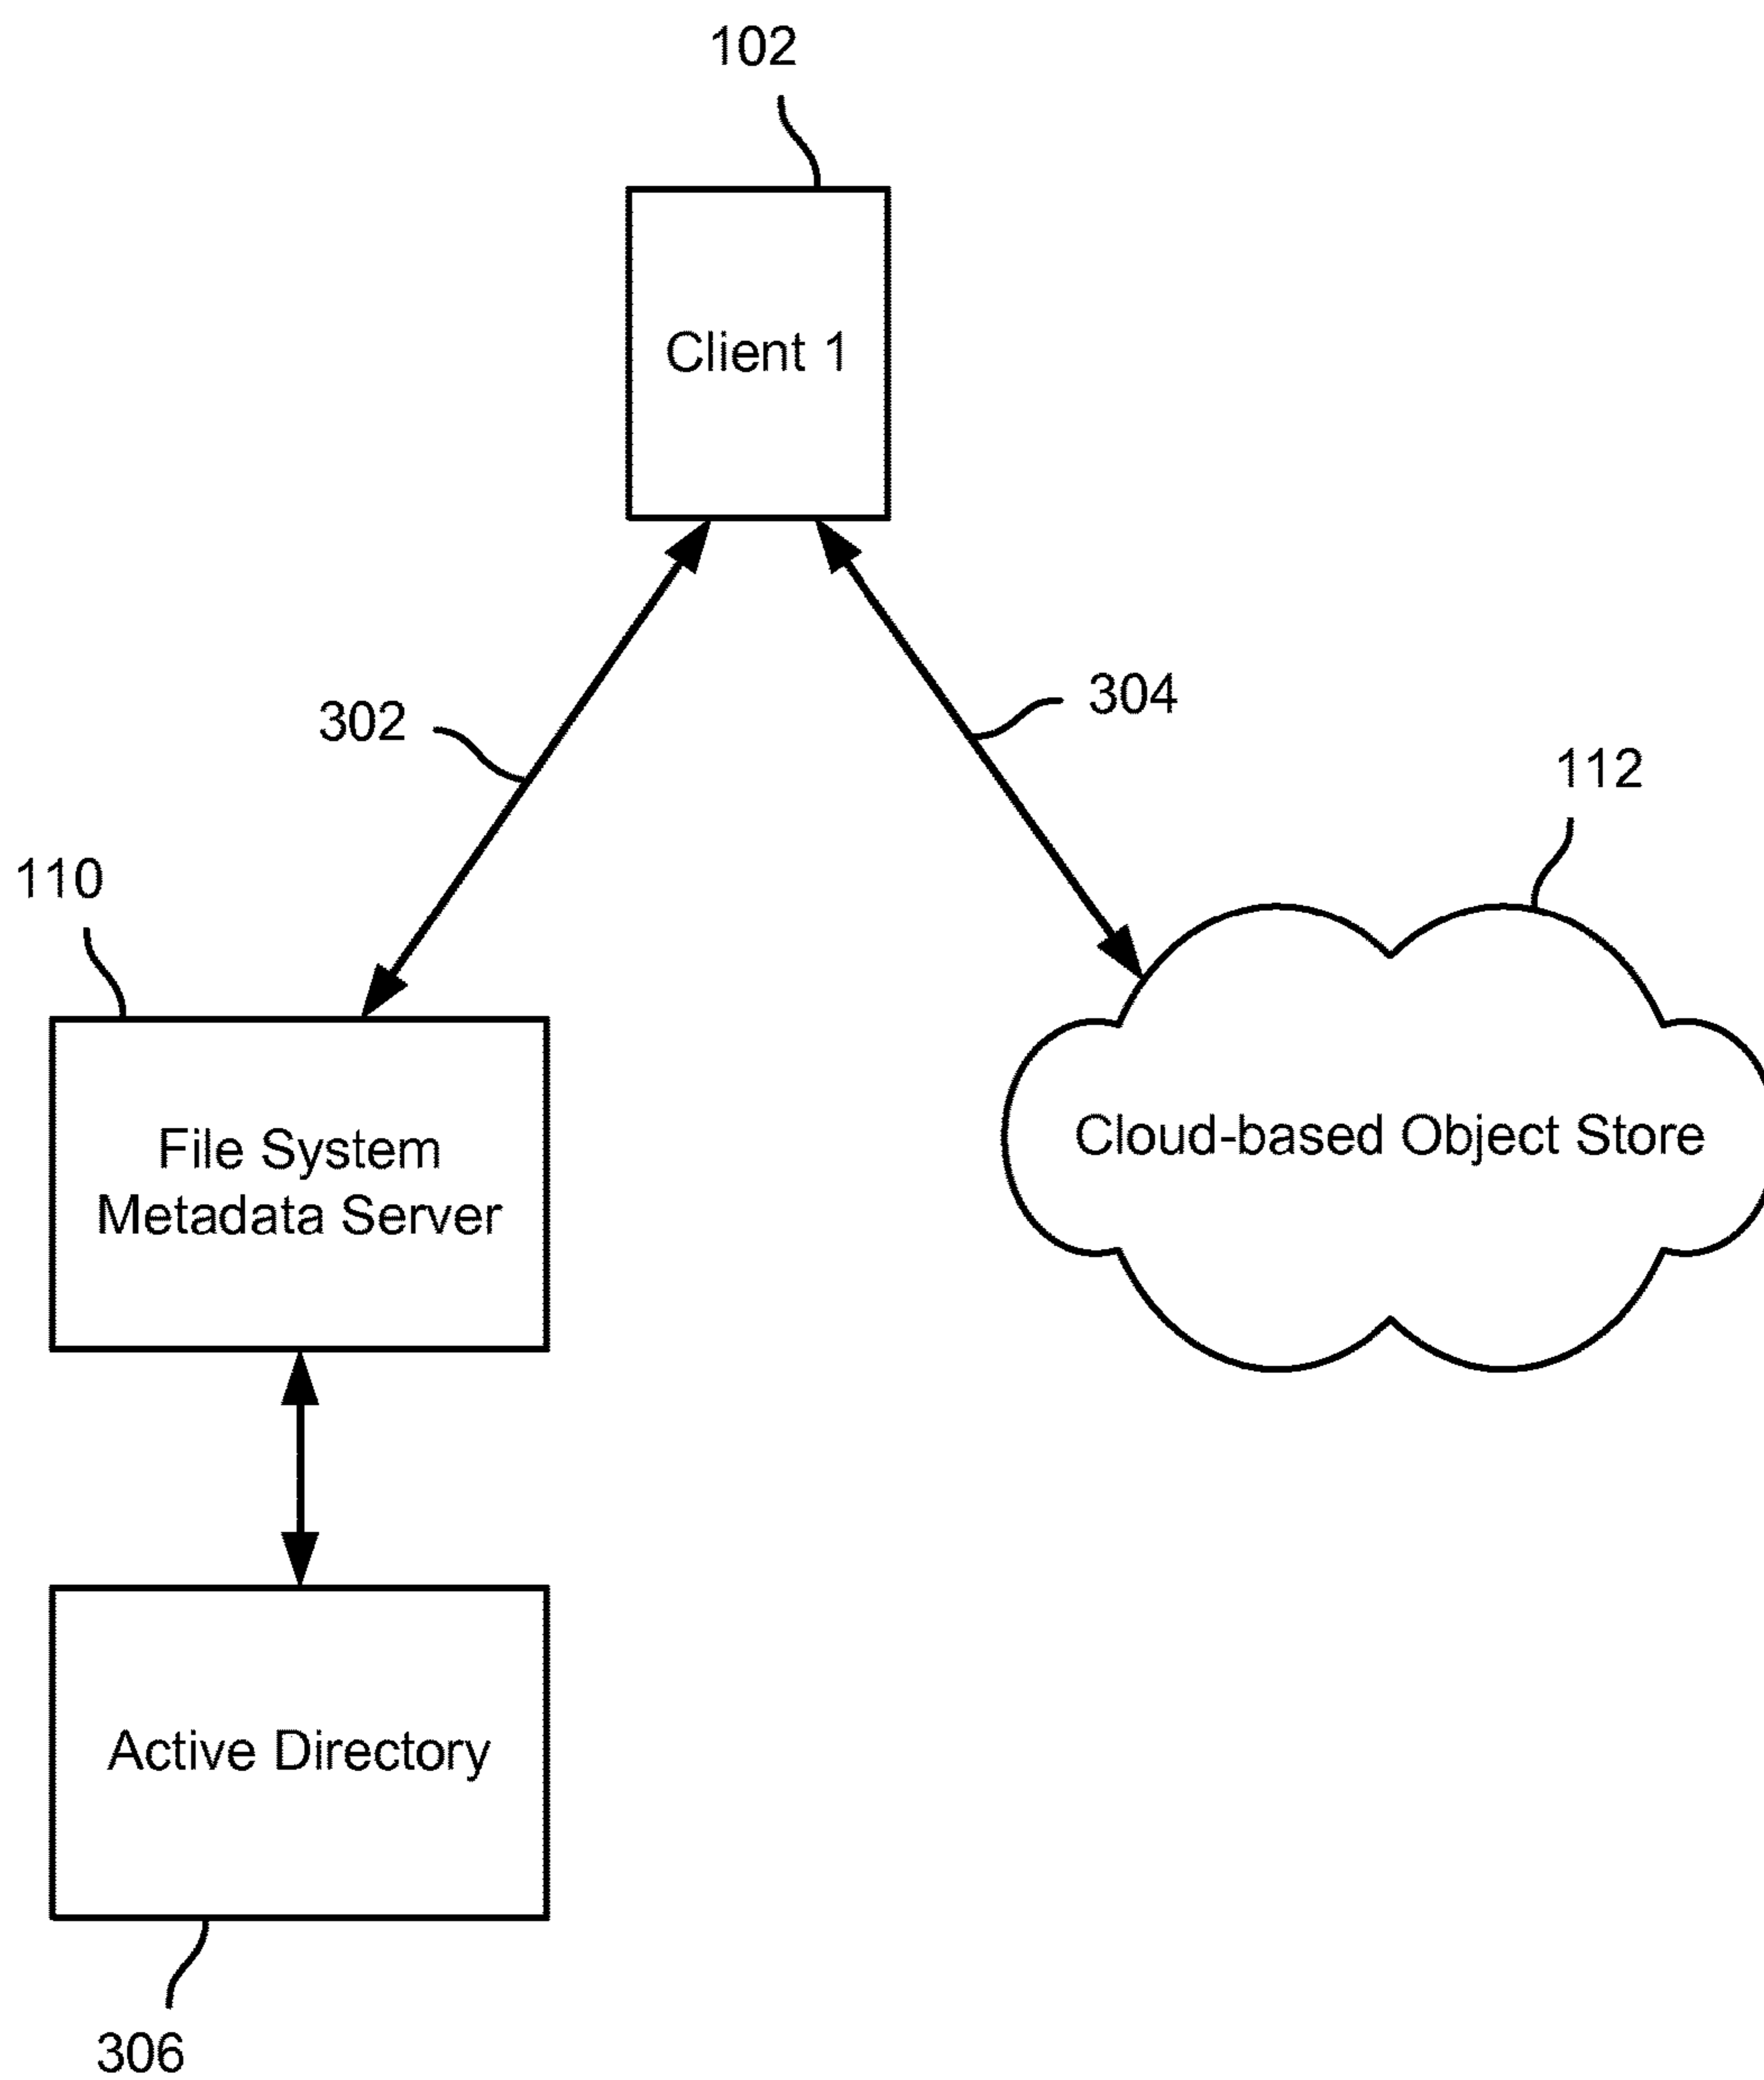 102
Client 1
302
304
112
110
File System
Metadata Server
Cloud-based Object Store
Active Directory
306